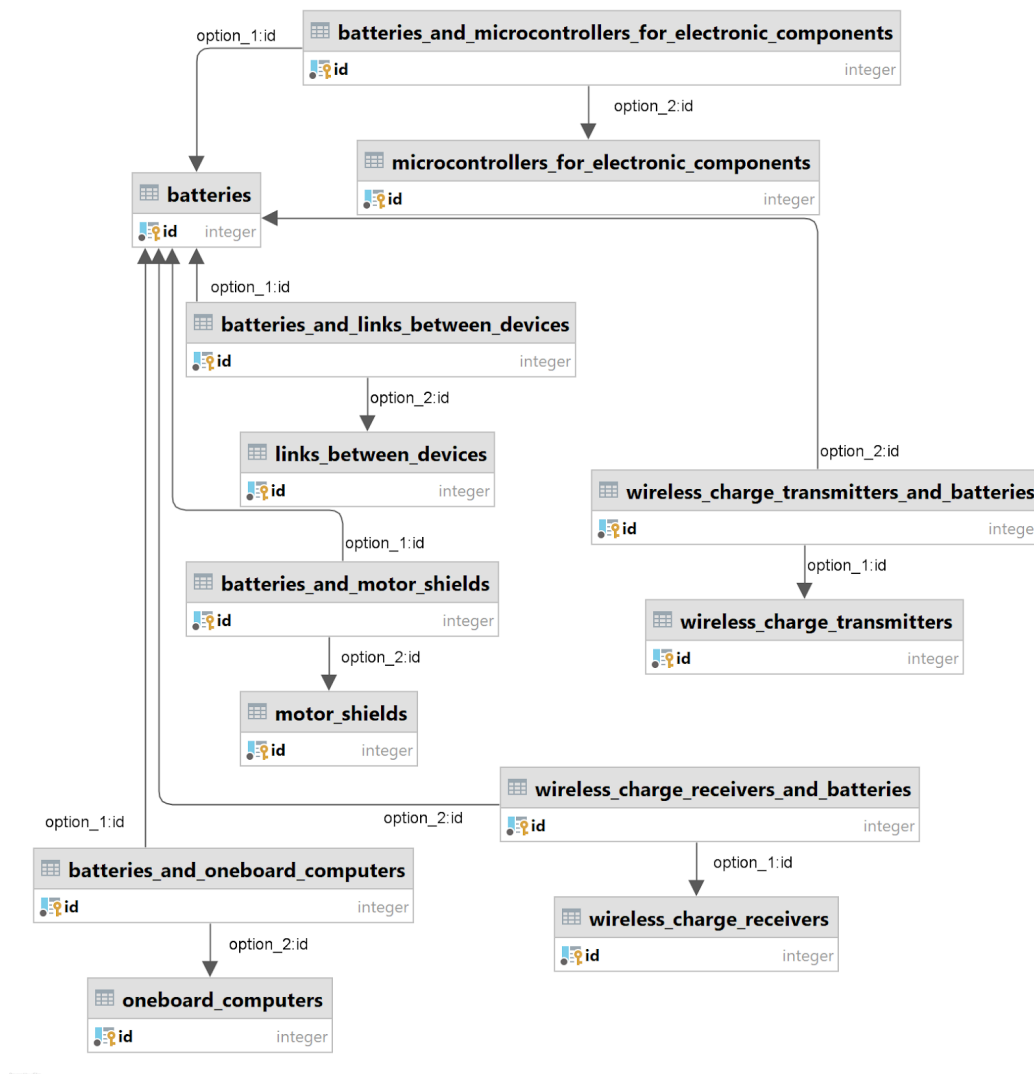 option_1:id
batteries_and_microcontrollers_for_electronic_components
id integer
option_2:id
microcontrollers_for_electronic_components
id integer
batteries
id integer
option_1:id
batteries_and_links_between_devices
id integer
option_2:id
links_between_devices
id integer
option_2:id
wireless_charge_transmitters_and_batteries
id intege
option_1:id
batteries_and_motor_shields
id integer
option_1:id
wireless_charge_transmitters
id integer
option_2:id
motor_shields
id integer
wireless_charge_receivers_and_batteries
id integer
option_2:id
option_1:id
batteries_and_oneboard_computers
id integer
option_1:id
wireless_charge_receivers
id integer
option_2:id
oneboard_computers
id integer